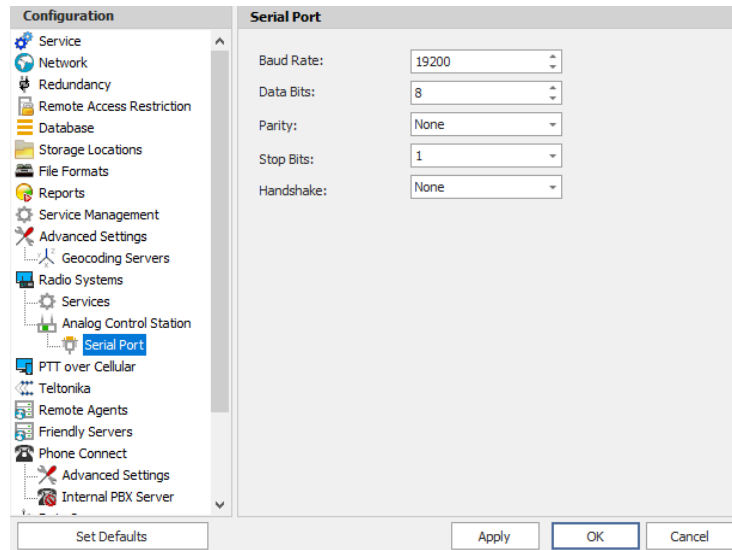 Configuration
Service
Network
Redundancy
Remote Access Restriction
Database
Storage Locations
File Formats
Reports
Service Management
Advanced Settings
Geocoding Servers
Radio Systems
Services
Analog Control Station
Serial Port
PTT over Cellular
Teltonika
Remote Agents
Friendly Servers
Phone Connect
Advanced Settings
Internal PBX Server
Serial Port
Baud Rate: 19200
Data Bits: 8
Parity: None
Stop Bits: 1
Handshake: None
Set Defaults
Apply
OK
Cancel